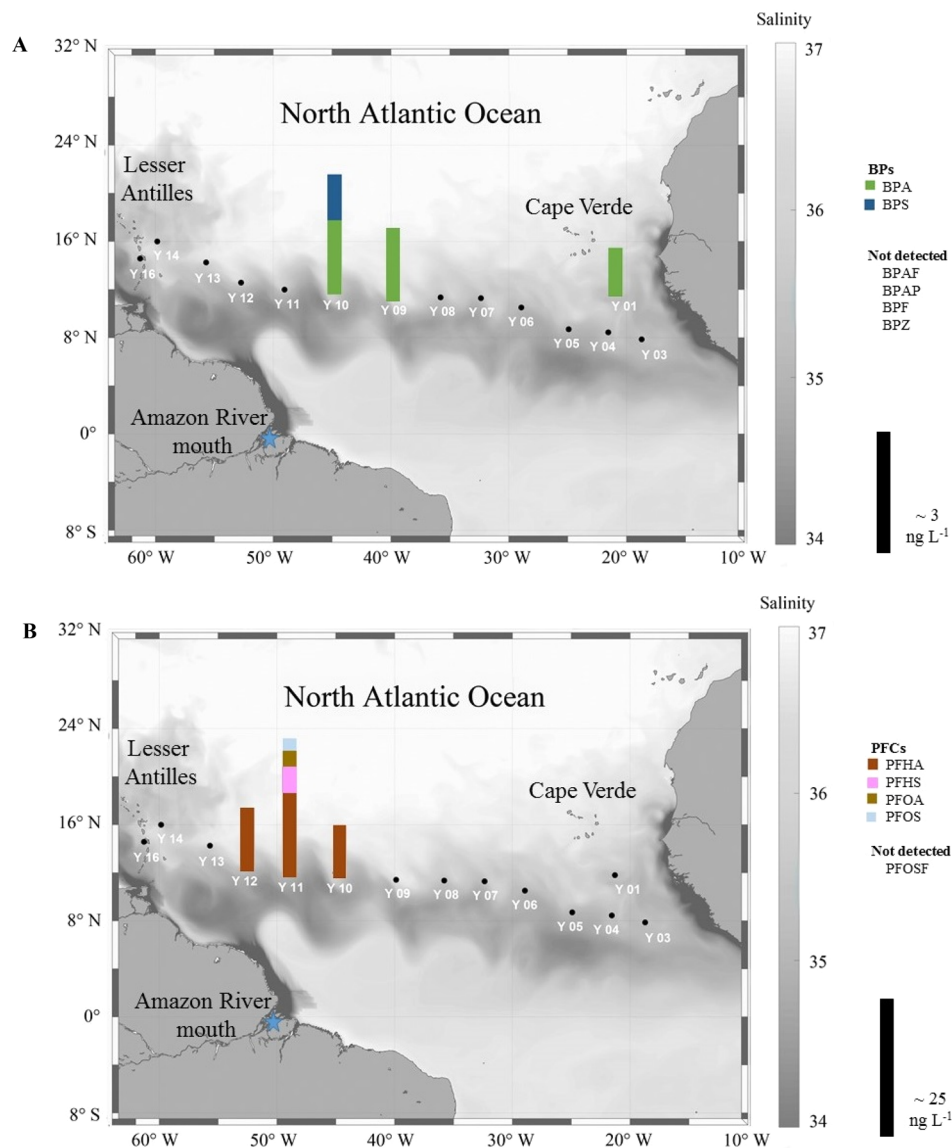 A
Salinity
32° N
24° N
16° N
8° N
0°
8° S
60° W
50° W
40° W
30° W
20° W
10° W
North Atlantic Ocean
Lesser
Antilles
Cape Verde
Amazon River
mouth
Y 16
Y 14
Y 13
Y 12
Y 11
Y 10
Y 09
Y 08
Y 07
Y 06
Y 05
Y 04
Y 03
Y 01
37
36
35
34
BPs
BPA
BPS
Not detected
BPAF
BPAP
BPF
BPZ
~ 3
ng L-1
B
Salinity
32° N
24° N
16° N
8° N
0°
8° S
60° W
50° W
40° W
30° W
20° W
10° W
North Atlantic Ocean
Lesser
Antilles
Cape Verde
Amazon River
mouth
Y 16
Y 14
Y 13
Y 12
Y 11
Y 10
Y 09
Y 08
Y 07
Y 06
Y 05
Y 04
Y 03
Y 01
37
36
35
34
PFCs
PFHA
PFHS
PFOA
PFOS
Not detected
PFOSF
~ 25
ng L-1